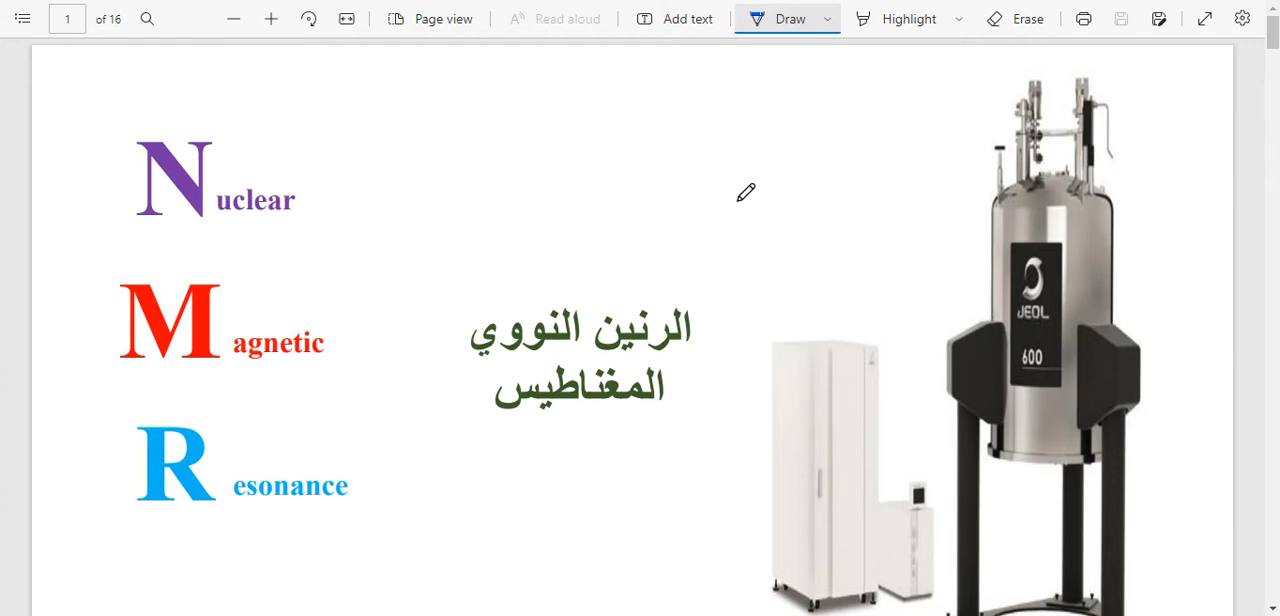 1 of 16 Page view Read aloud Add text Draw Highlight Erase
Nuclear
Magnetic
Resonance
الرنين النووي
المغناطيس
JEOL
600